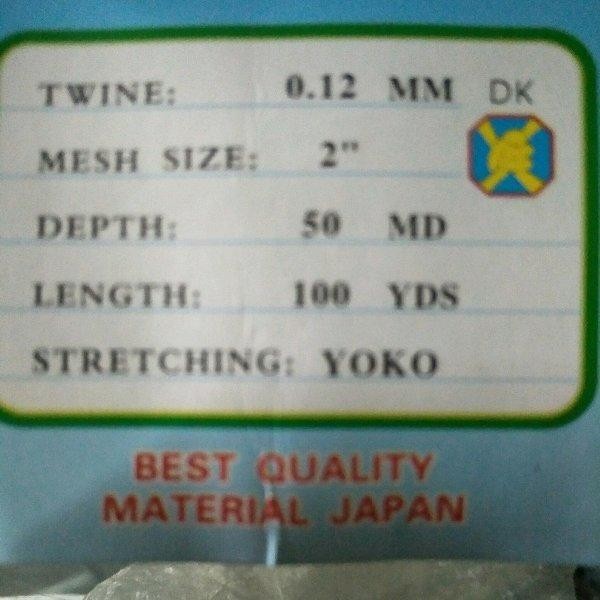 TWINE: 0.12 MM DK
MESH SIZE: 2"
DEPTH: 50 MD
LENGTH: 100 YDS
STRETCHING: YOKO
BEST QUALITY
MATERIAL JAPAN